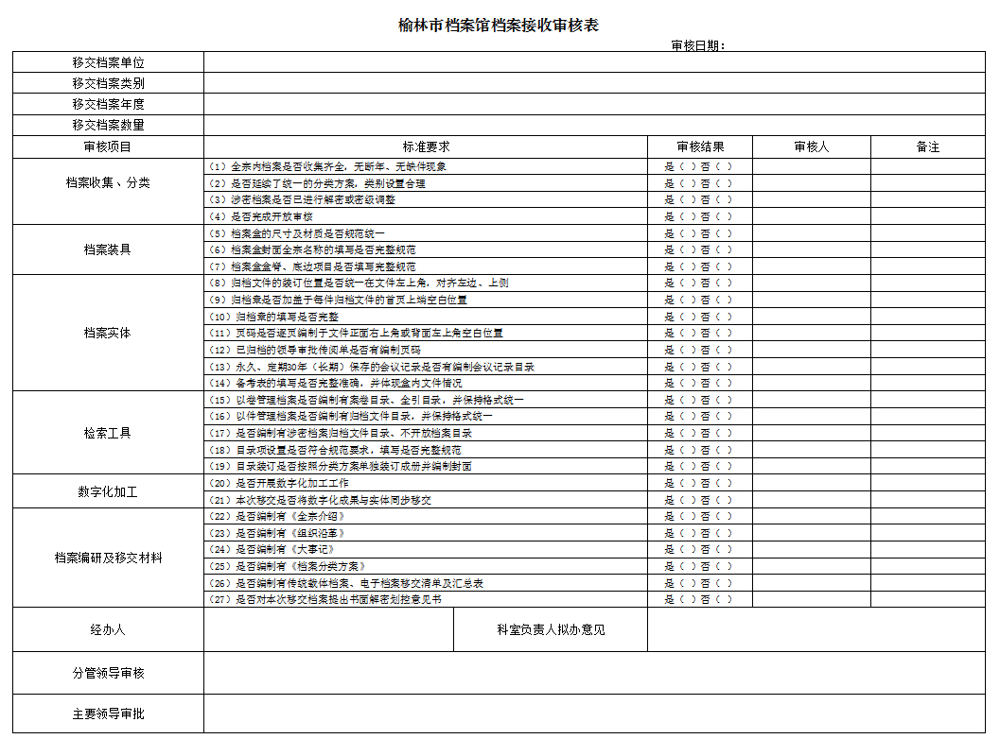 榆林市档案馆档案接收审核表
审核日期：
移交档案单位
移交档案类别
移交档案年度
移交档案数量
审核项目 标准要求 审核结果 审核人 备注
档案收集、分类
（1）全宗内档案是否收集齐全，无断年、无缺件现象 是（ ）否（ ）
（2）是否延续了统一的分类方案，类别设置合理 是（ ）否（ ）
（3）涉密档案是否已进行解密或密级调整 是（ ）否（ ）
（4）是否完成开放审核 是（ ）否（ ）
档案装具
（5）档案盒的尺寸及材质是否规范统一 是（ ）否（ ）
（6）档案盒封面全宗名称的填写是否完整规范 是（ ）否（ ）
（7）档案盒盒脊、底边项目是否填写完整规范 是（ ）否（ ）
档案实体
（8）归档文件的装订位置是否统一在文件左上角，对齐左边、上侧 是（ ）否（ ）
（9）归档章是否加盖于每件归档文件的首页上端空白位置 是（ ）否（ ）
（10）归档章的填写是否完整 是（ ）否（ ）
（11）页码是否逐页编制于文件正面右上角或背面左上角空白位置 是（ ）否（ ）
（12）已归档的领导审批传阅单是否有编制页码 是（ ）否（ ）
（13）永久、定期30年（长期）保存的会议记录是否有编制会议记录目录 是（ ）否（ ）
（14）备考表的填写是否完整准确，并体现盒内文件情况 是（ ）否（ ）
检索工具
（15）以卷管理档案是否编制有案卷目录、全引目录，并保持格式统一 是（ ）否（ ）
（16）以件管理档案是否编制有归档文件目录，并保持格式统一 是（ ）否（ ）
（17）是否编制有涉密档案归档文件目录、不开放档案目录 是（ ）否（ ）
（18）目录项设置是否符合规范要求，填写是否完整规范 是（ ）否（ ）
（19）目录装订是否按照分类方案单独装订成册并编制封面 是（ ）否（ ）
数字化加工
（20）是否开展数字化加工工作 是（ ）否（ ）
（21）本次移交是否将数字化成果与实体同步移交 是（ ）否（ ）
档案编研及移交材料
（22）是否编制有《全宗介绍》 是（ ）否（ ）
（23）是否编制有《组织沿革》 是（ ）否（ ）
（24）是否编制有《大事记》 是（ ）否（ ）
（25）是否编制有《档案分类方案》 是（ ）否（ ）
（26）是否编制有传统载体档案、电子档案移交清单及汇总表 是（ ）否（ ）
（27）是否对本次移交档案提出书面解密划控意见书 是（ ）否（ ）
经办人 科室负责人拟办意见
分管领导审核
主要领导审批